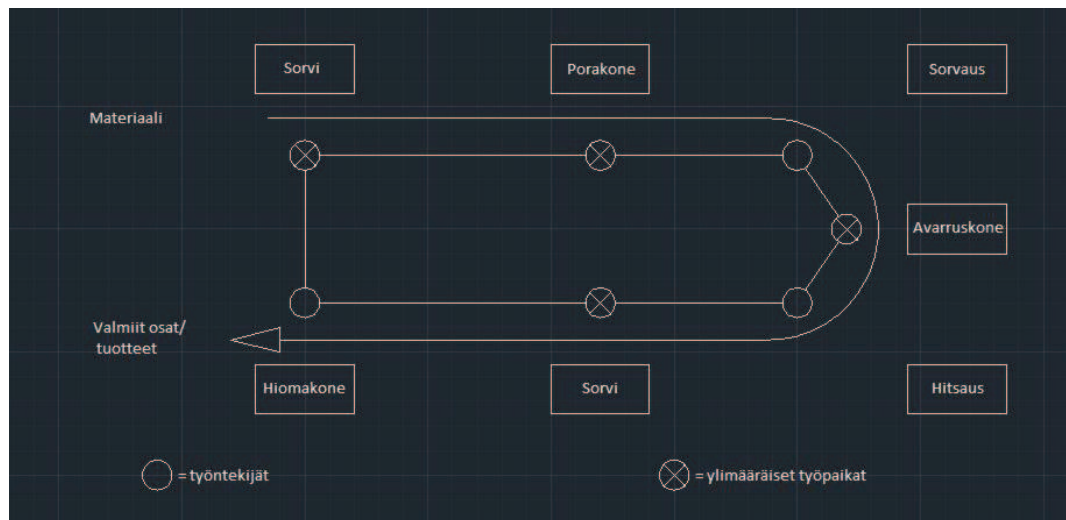 Sorvi
Porakone
Sorvaus
Materiaali
Avarruskone
Valmiit osat/
tuotteet
Hiomakone
Sorvi
Hitsaus
= työntekijät
= ylimääräiset työpaikat